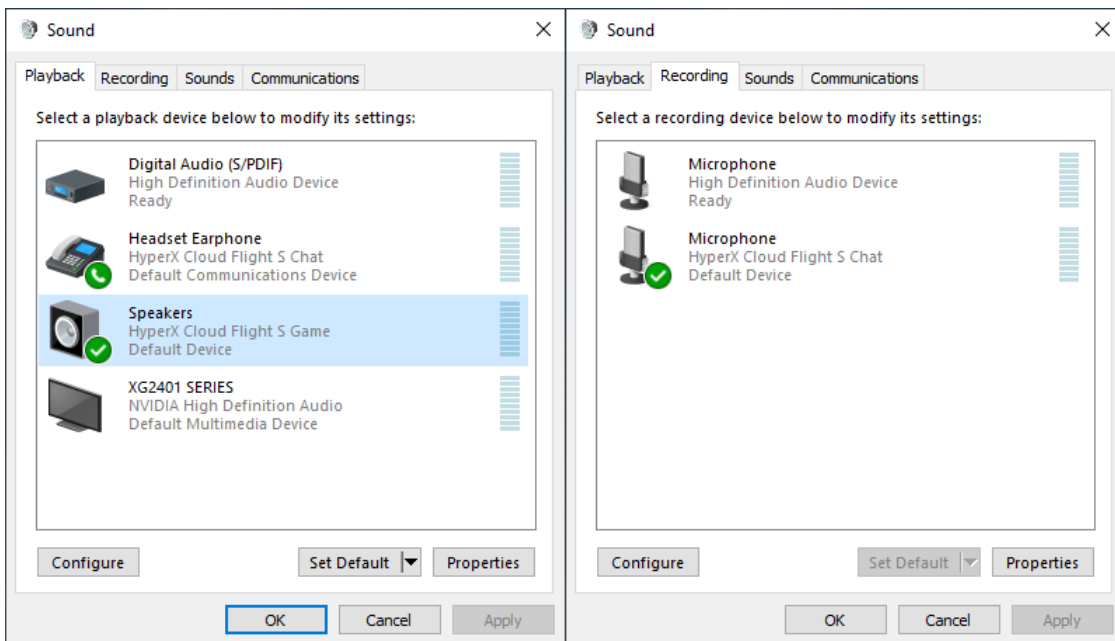 Sound
Playback Recording Sounds Communications
Select a playback device below to modify its settings:
Digital Audio (S/PDIF)
High Definition Audio Device
Ready
Headset Earphone
HyperX Cloud Flight S Chat
Default Communications Device
Speakers
HyperX Cloud Flight S Game
Default Device
XG2401 SERIES
NVIDIA High Definition Audio
Default Multimedia Device
Configure Set Default Properties
OK Cancel Apply
Sound
Playback Recording Sounds Communications
Select a recording device below to modify its settings:
Microphone
High Definition Audio Device
Ready
Microphone
HyperX Cloud Flight S Chat
Default Device
Configure Set Default Properties
OK Cancel Apply